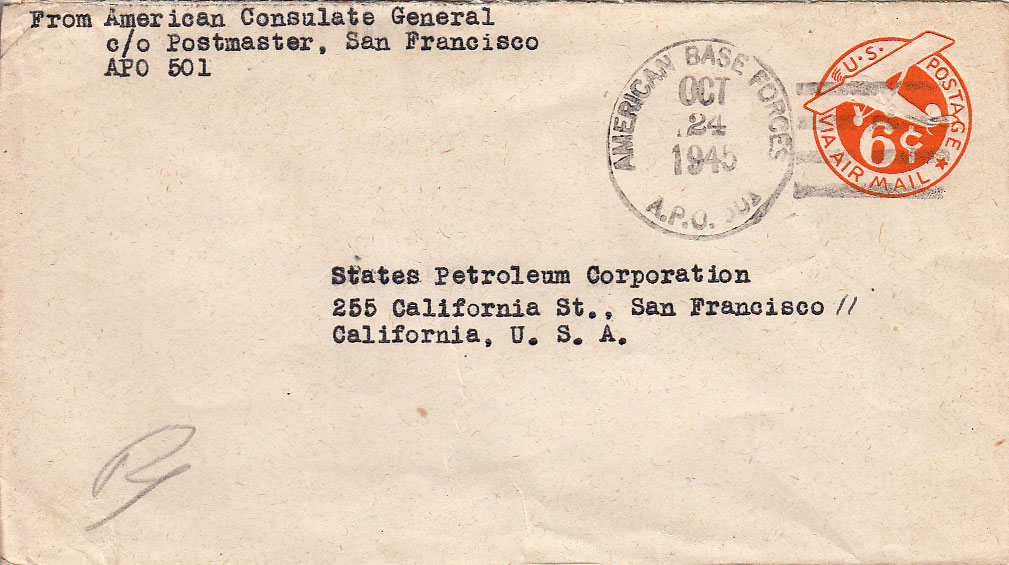 From American Consulate General
c/o Postmaster, San Francisco
APO 501
AMERICAN BASE FORCES
OCT
24
1945
A.P.O.
U.S. POSTAGE
6¢
VIA AIR MAIL
States Petroleum Corporation
255 California St., San Francisco 11
California, U. S. A.